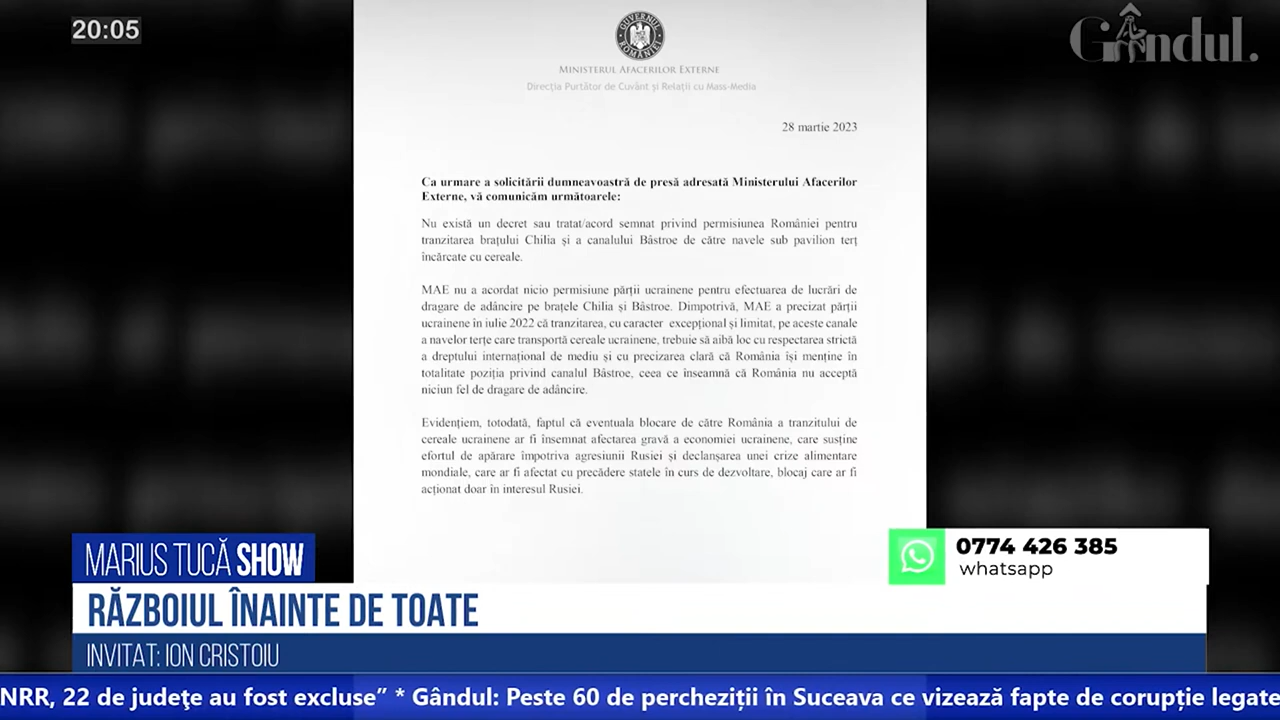 20:05
Gândul.
GUVERNUL ROMÂNIEI
MINISTERUL AFACERILOR EXTERNE
Direcția Purtător de Cuvânt și Relații cu Mass-Media
28 martie 2023
Ca urmare a solicitării dumneavoastră de presă adresată Ministerului Afacerilor
Externe, vă comunicăm următoarele:
Nu există un decret sau tratat/acord semnat privind permisiunea României pentru
tranzitarea brațului Chilia și a canalului Bâstroe de către navele sub pavilion terț
încărcate cu cereale.
MAE nu a acordat nicio permisiune părții ucrainene pentru efectuarea de lucrări de
dragare de adâncire pe brațele Chilia și Bâstroe. Dimpotrivă, MAE a precizat părții
ucrainene în iulie 2022 că tranzitarea, cu caracter excepțional și limitat, pe aceste canale
a navelor terțe care transportă cereale ucrainene, trebuie să aibă loc cu respectarea strictă
a dreptului internațional de mediu și cu precizarea clară că România își menține în
totalitate poziția privind canalul Bâstroe, ceea ce înseamnă că România nu acceptă
niciun fel de dragare de adâncire.
Evidențiem, totodată, faptul că eventuala blocare de către România a tranzitului de
cereale ucrainene ar fi însemnat afectarea gravă a economiei ucrainene, care susține
efortul de apărare împotriva agresiunii Rusiei și declanșarea unei crize alimentare
mondiale, care ar fi afectat cu precădere statele în curs de dezvoltare, blocaj care ar fi
acționat doar în interesul Rusiei.
MARIUS TUCĂ SHOW
0774 426 385
whatsapp
RĂZBOIUL ÎNAINTE DE TOATE
INVITAT: ION CRISTOIU
NRR, 22 de judeţe au fost excluse” * Gândul: Peste 60 de percheziții în Suceava ce vizează fapte de corupție legate